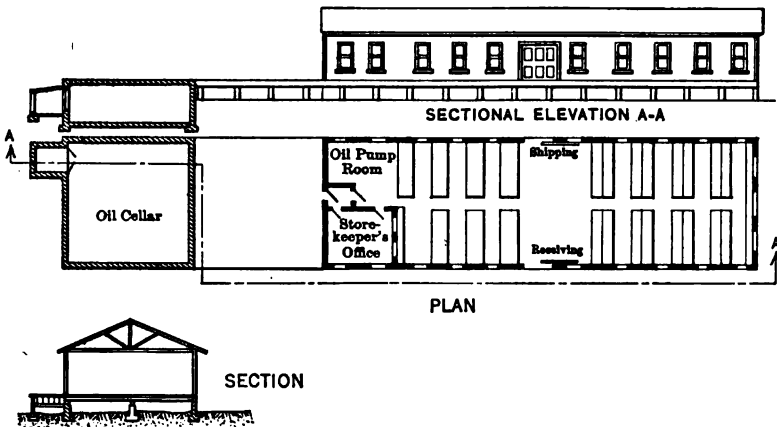 SECTIONAL ELEVATION A-A
A
Oil Pump
Room
Shipping
Oil Cellar
Store-
keeper's
Office
Receiving
A
PLAN
SECTION